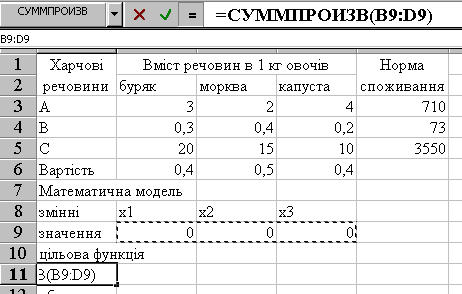 СУММПРОИЗВ =СУММПРОИЗВ(B9:D9)
B9:D9
1 Харчові Вміст речовин в 1 кг овочів Норма
2 речовини буряк морква капуста споживання
3 А 3 2 4 710
4 В 0,3 0,4 0,2 73
5 С 20 15 10 3550
6 Вартість 0,4 0,5 0,4
7 Математична модель
8 змінні x1 x2 x3
9 значення 0 0 0
10 цільова функція
11 З(B9:D9)